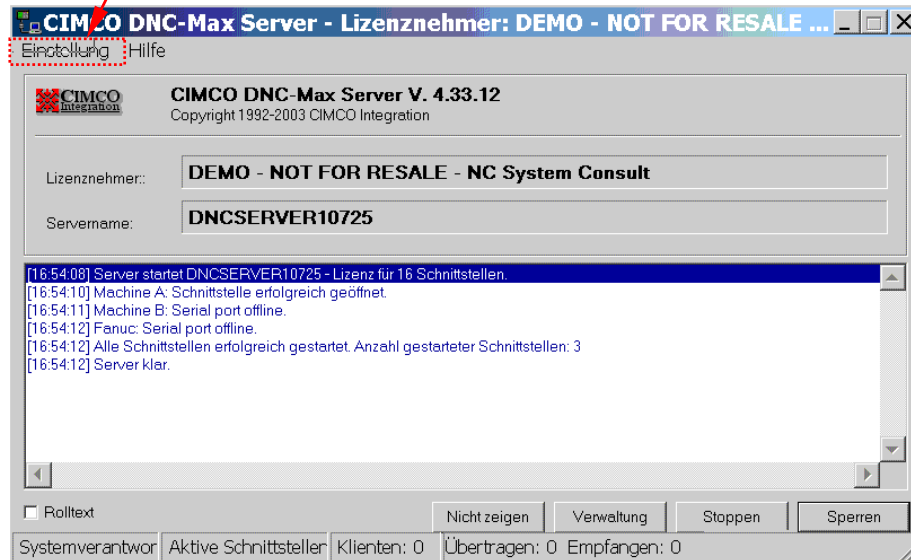 CIMCO DNC-Max Server - Lizenznehmer: DEMO - NOT FOR RESALE ...
Einstellung Hilfe
CIMCO Integration
CIMCO DNC-Max Server V. 4.33.12
Copyright 1992-2003 CIMCO Integration
Lizenznehmer::
DEMO - NOT FOR RESALE - NC System Consult
Servername:
DNCSERVER10725
[16:54:08] Server startet DNCSERVER10725 - Lizenz für 16 Schnittstellen.
[16:54:10] Machine A: Schnittstelle erfolgreich geöffnet.
[16:54:11] Machine B: Serial port offline.
[16:54:12] Fanuc: Serial port offline.
[16:54:12] Alle Schnittstellen erfolgreich gestartet. Anzahl gestarteter Schnittstellen: 3
[16:54:12] Server klar.
Rolltext
Nicht zeigen Verwaltung Stoppen Sperren
Systemverantwor Aktive Schnittstellen Klienten: 0 Übertragen: 0 Empfangen: 0